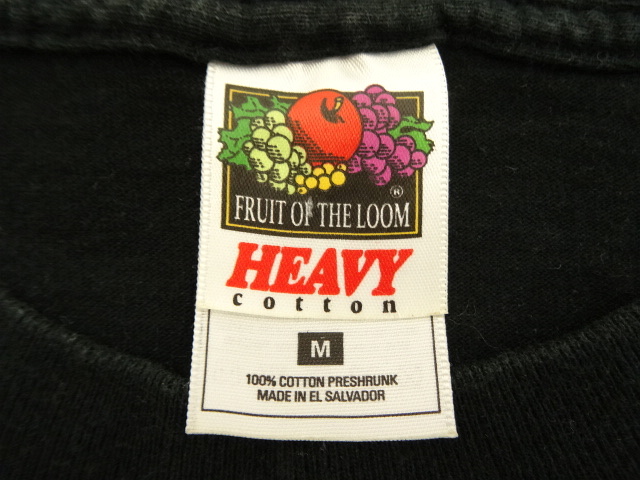 ®
FRUIT OF THE LOOM
HEAVY
cotton
M
100% COTTON PRESHRUNK
MADE IN EL SALVADOR